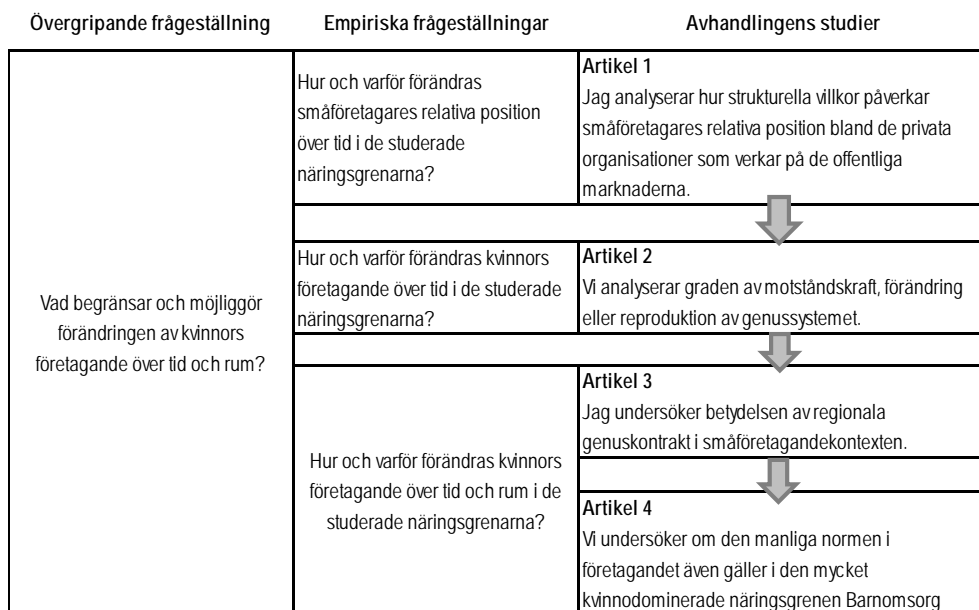 Övergripande frågeställning
Empiriska frågeställningar
Avhandlingens studier
Vad begränsar och möjliggör
förändringen av kvinnors
företagande över tid och rum?
Hur och varför förändras
småföretagares relativa position
över tid i de studerade
näringsgrenarna?
Artikel 1
Jag analyserar hur strukturella villkor påverkar
småföretagares relativa position bland de privata
organisationer som verkar på de offentliga
marknaderna.
Hur och varför förändras kvinnors
företagande över tid i de studerade
näringsgrenarna?
Artikel 2
Vi analyserar graden av motståndskraft, förändring
eller reproduktion av genussystemet.
Hur och varför förändras kvinnors
företagande över tid och rum i de
studerade näringsgrenarna?
Artikel 3
Jag undersöker betydelsen av regionala
genuskontrakt i småföretagandekontexten.
Artikel 4
Vi undersöker om den manliga normen i
företagandet även gäller i den mycket
kvinnodominerade näringsgrenen Barnomsorg